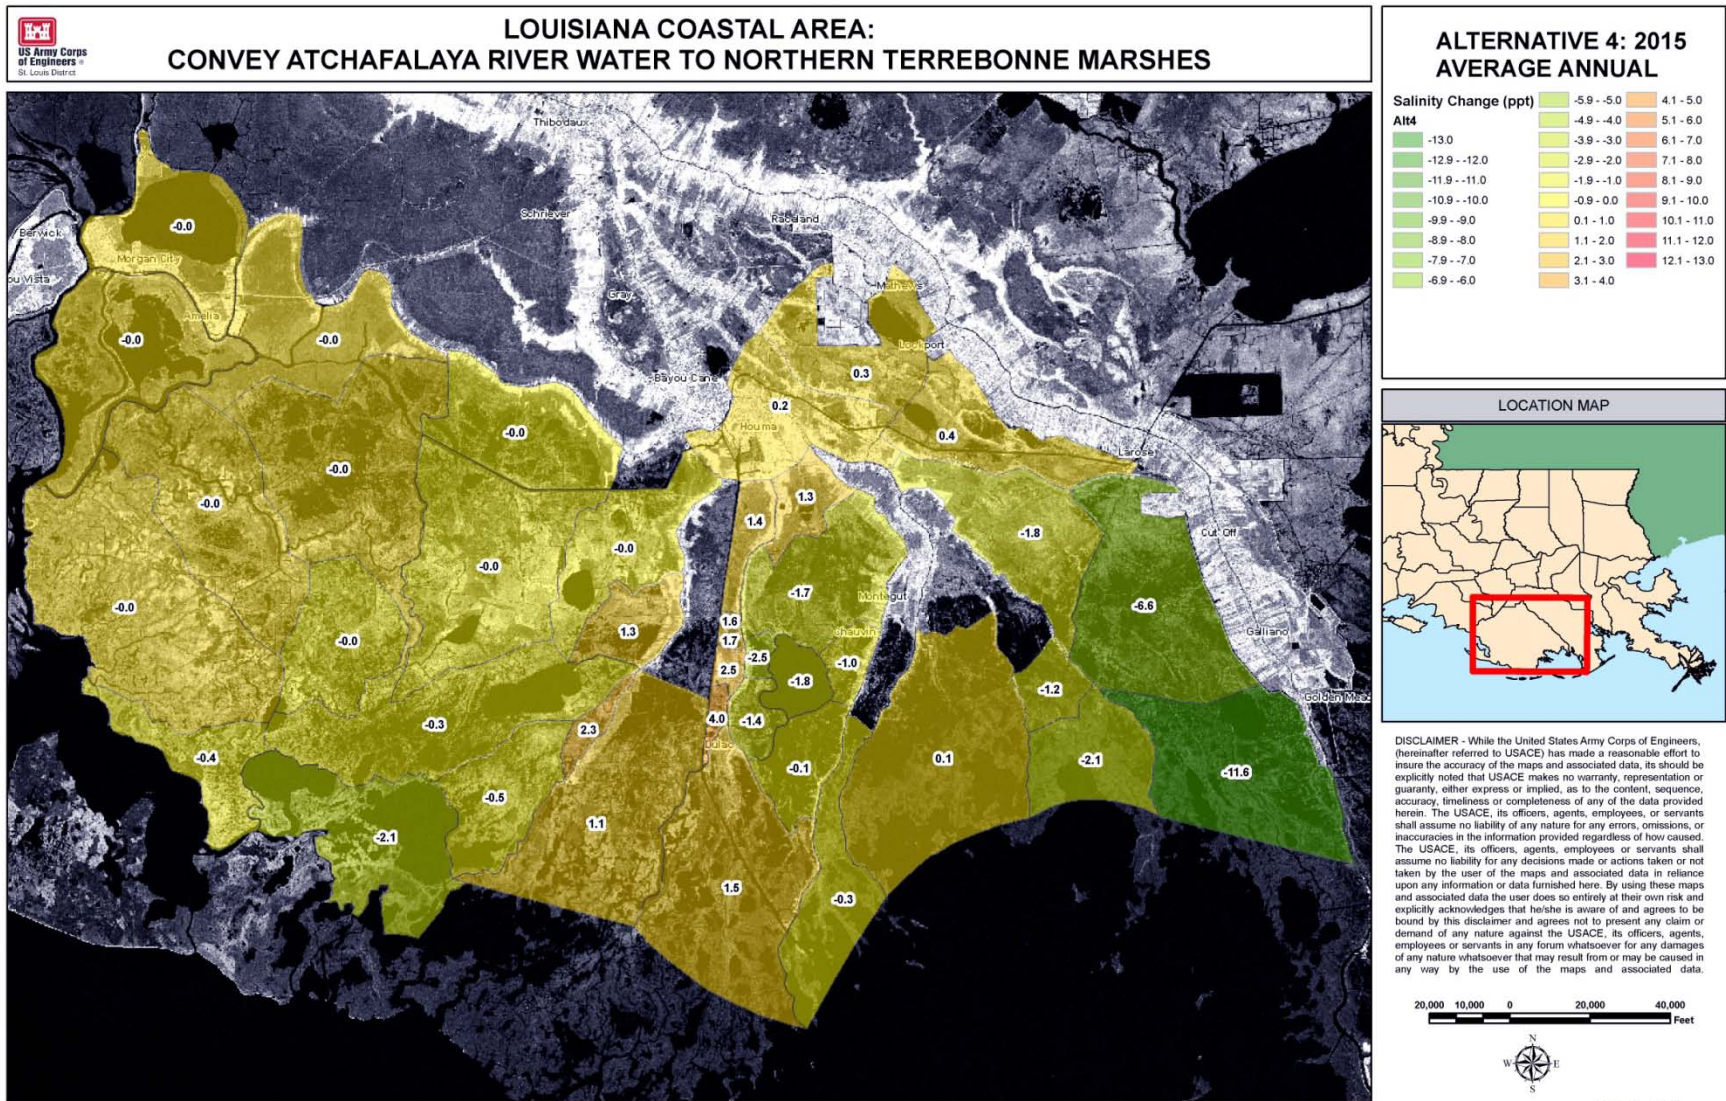 US Army Corps
of Engineers ®
St. Louis District
LOUISIANA COASTAL AREA:
CONVEY ATCHAFALAYA RIVER WATER TO NORTHERN TERREBONNE MARSHES
Thibodaux
Schriever
Raceland
Berwick
-0.0
Morgan City
ou Vista
Mathews
Gray
Amelia
-0.0
-0.0
Lockport
0.3
Bayou Cane
0.2
Houma
-0.0
0.4
Larose
-0.0
-0.0
1.3
1.4
-1.8
Cut Off
-0.0
-0.0
-1.7
Montegut
-0.0
-6.6
1.6
1.3
Chauvin
Galliano
-0.0
1.7
-2.5
-1.0
2.5
-1.8
-1.2
Golden Mead
-0.3
4.0
-1.4
2.3
Dulac
-0.4
0.1
-2.1
-0.1
-11.6
-0.5
1.1
-2.1
1.5
-0.3
ALTERNATIVE 4: 2015
AVERAGE ANNUAL
Salinity Change (ppt)
Alt4
-13.0
-12.9 - -12.0
-11.9 - -11.0
-10.9 - -10.0
-9.9 - -9.0
-8.9 - -8.0
-7.9 - -7.0
-6.9 - -6.0
-5.9 - -5.0
-4.9 - -4.0
-3.9 - -3.0
-2.9 - -2.0
-1.9 - -1.0
-0.9 - 0.0
0.1 - 1.0
1.1 - 2.0
2.1 - 3.0
3.1 - 4.0
4.1 - 5.0
5.1 - 6.0
6.1 - 7.0
7.1 - 8.0
8.1 - 9.0
9.1 - 10.0
10.1 - 11.0
11.1 - 12.0
12.1 - 13.0
LOCATION MAP
DISCLAIMER - While the United States Army Corps of Engineers,
(hereinafter referred to USACE) has made a reasonable effort to
insure the accuracy of the maps and associated data, its should be
explicitly noted that USACE makes no warranty, representation or
guaranty, either express or implied, as to the content, sequence,
accuracy, timeliness or completeness of any of the data provided
herein. The USACE, its officers, agents, employees, or servants
shall assume no liability of any nature for any errors, omissions, or
inaccuracies in the information provided regardless of how caused.
The USACE, its officers, agents, employees or servants shall
assume no liability for any decisions made or actions taken or not
taken by the user of the maps and associated data in reliance
upon any information or data furnished here. By using these maps
and associated data the user does so entirely at their own risk and
explicitly acknowledges that he/she is aware of and agrees to be
bound by this disclaimer and agrees not to present any claim or
demand of any nature against the USACE, its officers, agents,
employees or servants in any forum whatsoever for any damages
of any nature whatsoever that may result from or may be caused in
any way by the use of the maps and associated data.
20,000 10,000 0 20,000 40,000
Feet
N
W E
S